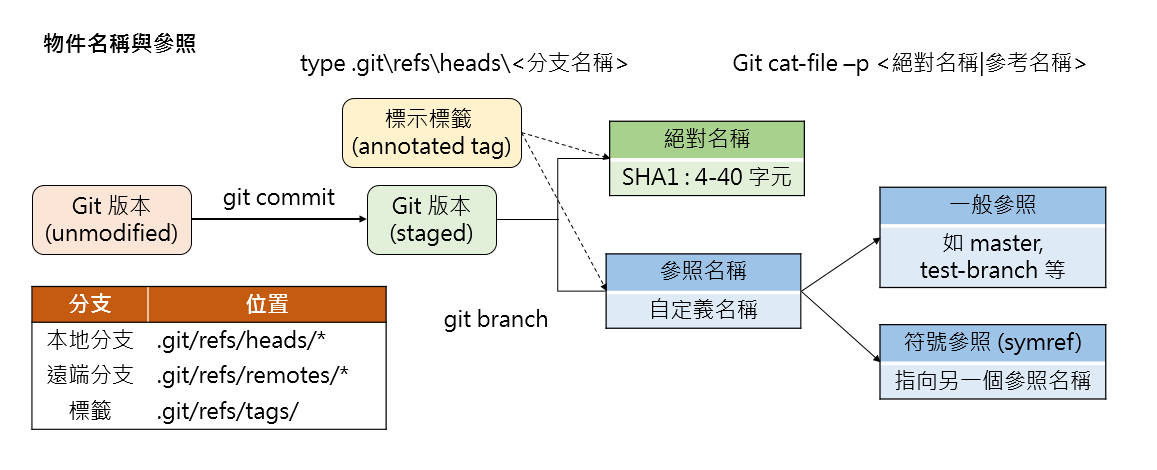 物件名稱與參照
type .git\refs\heads\<分支名稱>
Git cat-file –p <絕對名稱|參考名稱>
標示標籤
(annotated tag)
絕對名稱
SHA1 : 4-40 字元
Git 版本
(unmodified)
git commit
Git 版本
(staged)
一般參照
如 master,
test-branch 等
參照名稱
自定義名稱
git branch
符號參照 (symref)
指向另一個參照名稱
分支 位置
本地分支 .git/refs/heads/*
遠端分支 .git/refs/remotes/*
標籤 .git/refs/tags/